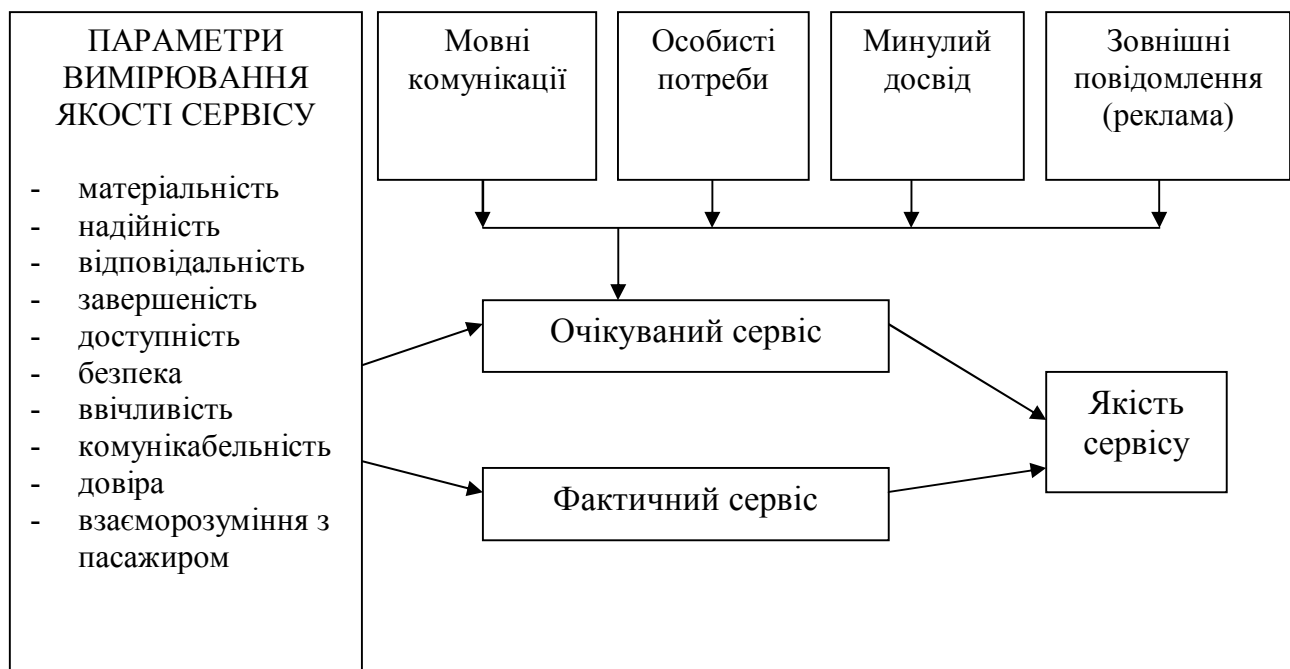 ПАРАМЕТРИ
ВИМІРЮВАННЯ
ЯКОСТІ СЕРВІСУ
- матеріальність
- надійність
- відповідальність
- завершеність
- доступність
- безпека
- ввічливість
- комунікабельність
- довіра
- взаєморозуміння з
пасажиром
Мовні
комунікації
Особисті
потреби
Минулий
досвід
Зовнішні
повідомлення
(реклама)
Очікуваний сервіс
Фактичний сервіс
Якість
сервісу